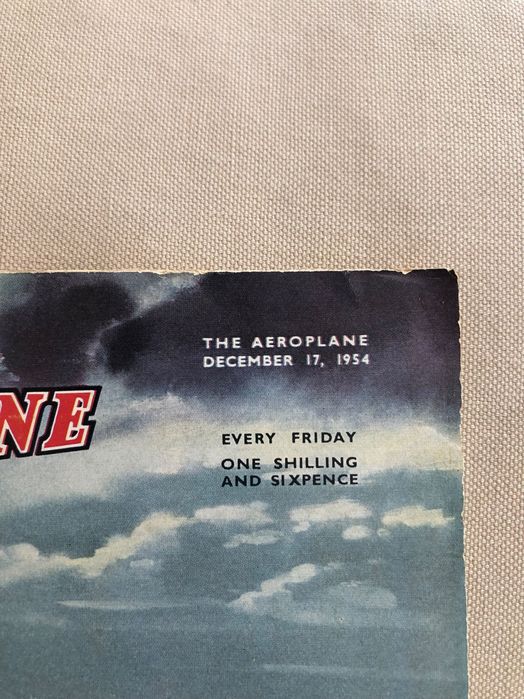 THE AEROPLANE
DECEMBER 17, 1954
NE
EVERY FRIDAY
ONE SHILLING
AND SIXPENCE